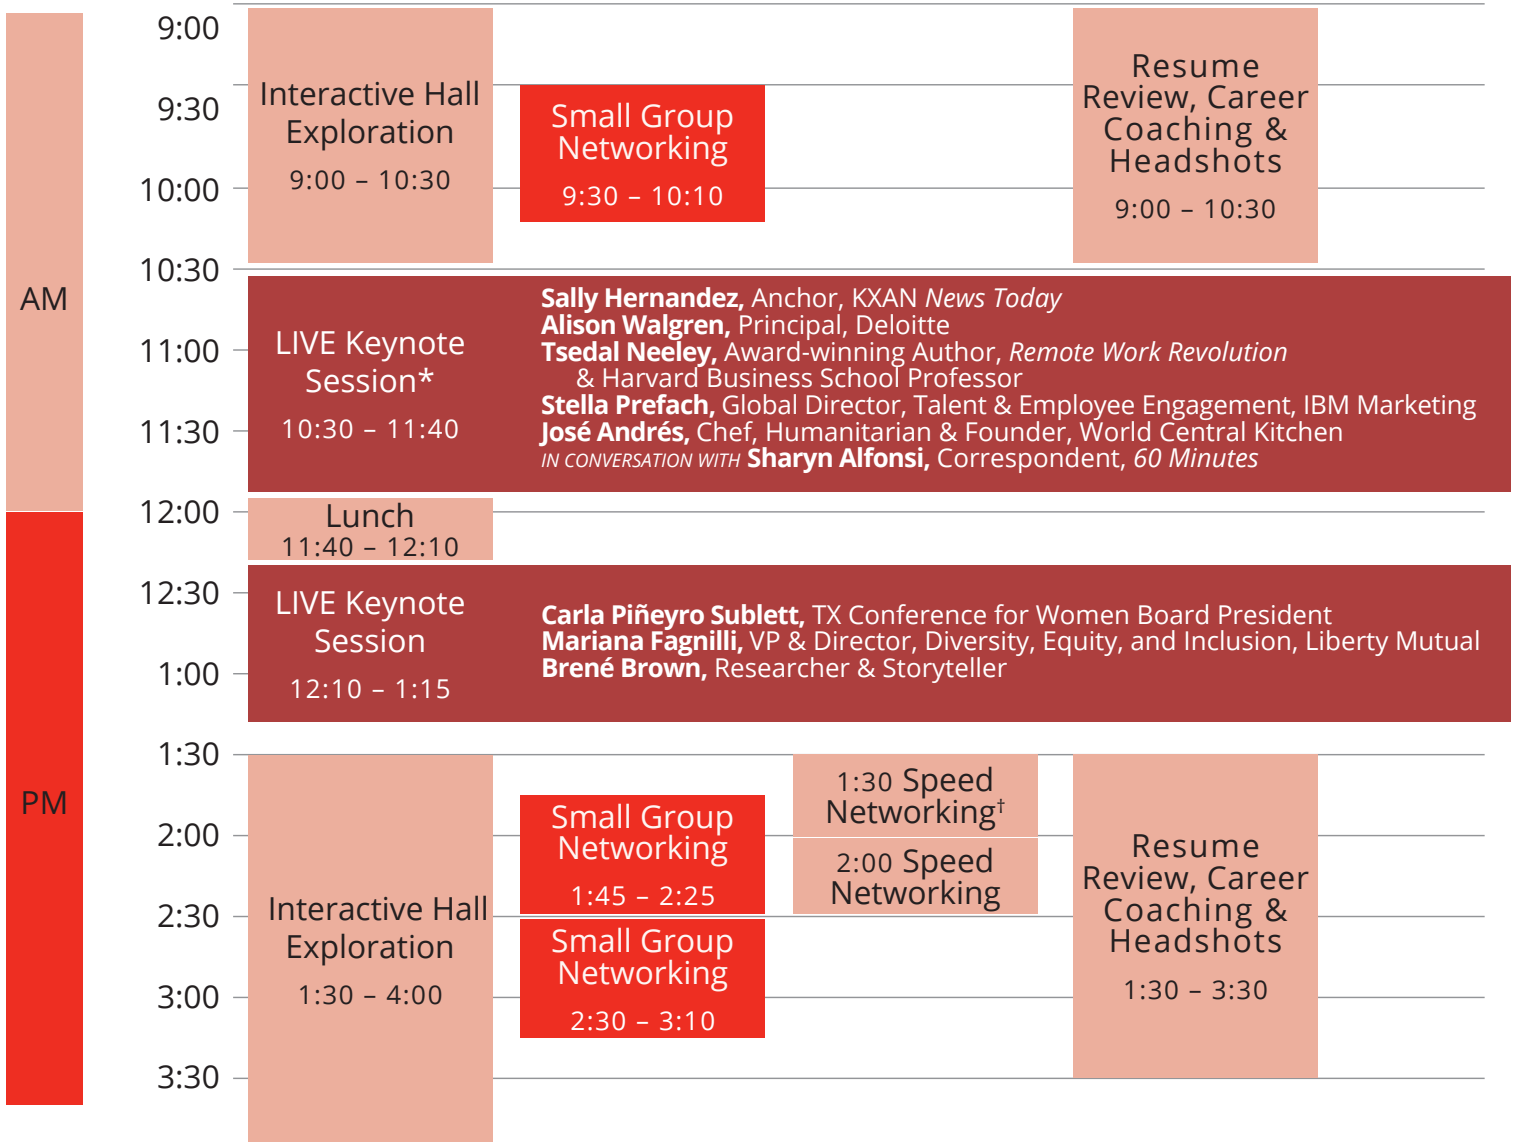 AM
PM
9:00
9:30
10:00
10:30
11:00
11:30
12:00
12:30
1:00
1:30
2:00
2:30
3:00
3:30
Interactive Hall
Exploration
9:00 – 10:30
Small Group
Networking
9:30 – 10:10
Resume
Review, Career
Coaching &
Headshots
9:00 – 10:30
LIVE Keynote
Session*
10:30 – 11:40
Sally Hernandez, Anchor, KXAN News Today
Alison Walgren, Principal, Deloitte
Tsedal Neeley, Award-winning Author, Remote Work Revolution
& Harvard Business School Professor
Stella Prefach, Global Director, Talent & Employee Engagement, IBM Marketing
José Andrés, Chef, Humanitarian & Founder, World Central Kitchen
IN CONVERSATION WITH Sharyn Alfonsi, Correspondent, 60 Minutes
Lunch
11:40 – 12:10
LIVE Keynote
Session
12:10 – 1:15
Carla Piñeyro Sublett, TX Conference for Women Board President
Mariana Fagnilli, VP & Director, Diversity, Equity, and Inclusion, Liberty Mutual
Brené Brown, Researcher & Storyteller
Interactive Hall
Exploration
1:30 – 4:00
Small Group
Networking
1:45 – 2:25
Small Group
Networking
2:30 – 3:10
1:30 Speed
Networking†
2:00 Speed
Networking
Resume
Review, Career
Coaching &
Headshots
1:30 – 3:30